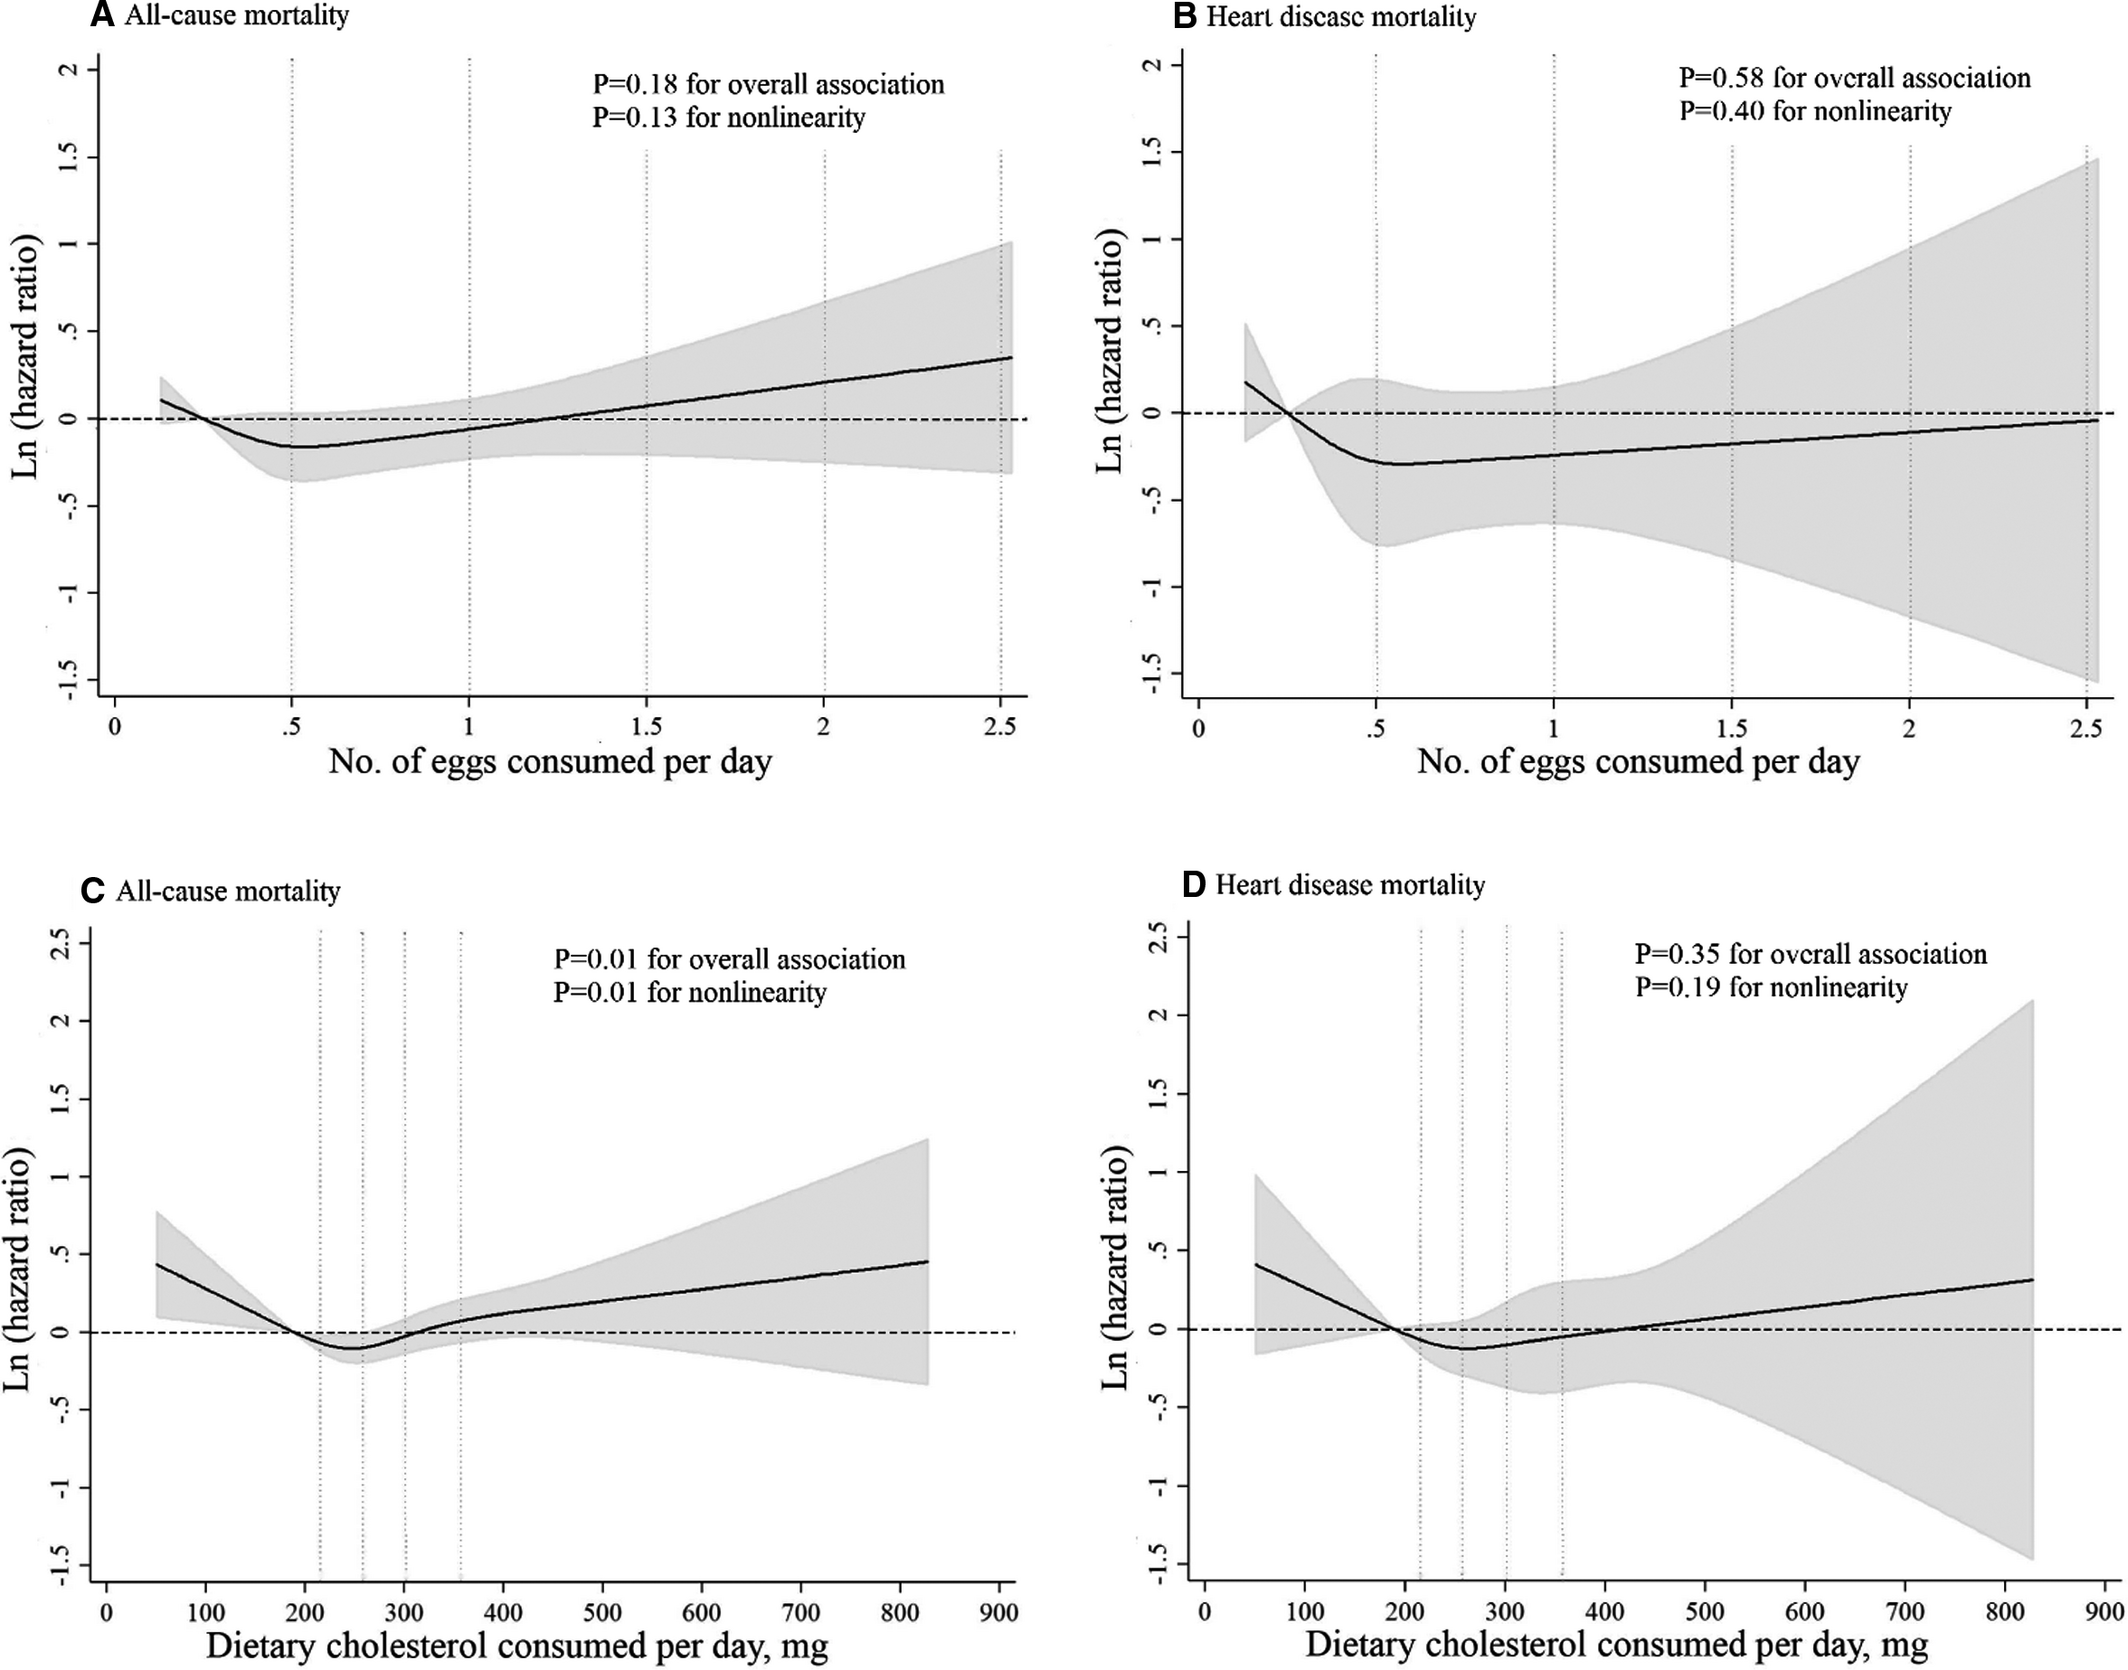 A All-cause mortality
P=0.18 for overall association
P=0.13 for nonlinearity
Ln (hazard ratio)
2
1.5
1
.5
0
-.5
-1
-1.5
0 .5 1 1.5 2 2.5
No. of eggs consumed per day
B Heart disease mortality
P=0.58 for overall association
P=0.40 for nonlinearity
Ln (hazard ratio)
2
1.5
1
.5
0
-.5
-1
-1.5
0 .5 1 1.5 2 2.5
No. of eggs consumed per day
C All-cause mortality
P=0.01 for overall association
P=0.01 for nonlinearity
Ln (hazard ratio)
2.5
2
1.5
1
.5
0
-.5
-1
-1.5
0 100 200 300 400 500 600 700 800 900
Dietary cholesterol consumed per day, mg
D Heart disease mortality
P=0.35 for overall association
P=0.19 for nonlinearity
Ln (hazard ratio)
2.5
2
1.5
1
.5
0
-.5
-1
-1.5
0 100 200 300 400 500 600 700 800 900
Dietary cholesterol consumed per day, mg